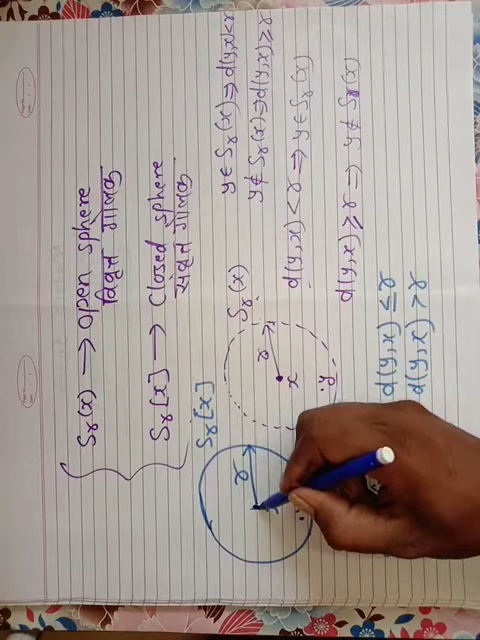 Sᵣ(x) → Open sphere
विवृत गोलक
Sᵣ[x] → Closed sphere
संवृत गोलक
Sᵣ[x]
r
Sᵣ(x)
r
x
.y
y ∈ Sᵣ(x) ⇒ d(y,x) < r
y ∉ Sᵣ(x) ⇒ d(y,x) ≥ r
d(y,x) < r ⇒ y ∈ Sᵣ(x)
d(y,x) ≥ r ⇒ y ∉ Sᵣ(x)
d(y,x) ≤ r
d(y,x) > r